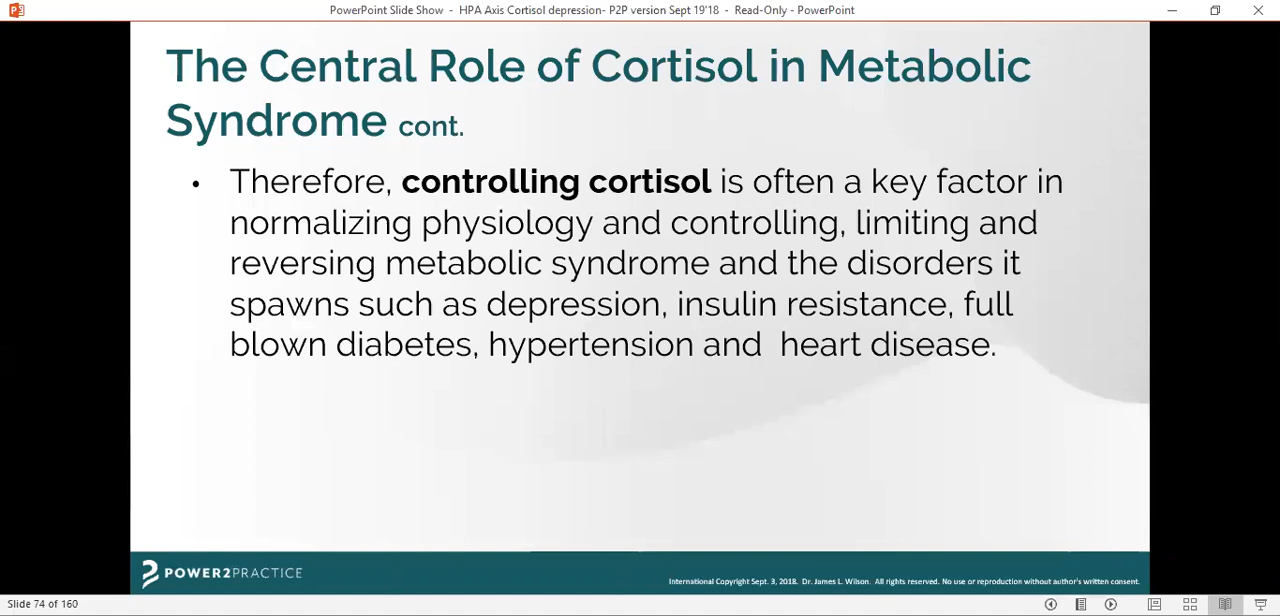 PowerPoint Slide Show - HPA Axis Cortisol depression- P2P version Sept 19'18 - Read-Only - PowerPoint
The Central Role of Cortisol in Metabolic
Syndrome cont.
• Therefore, controlling cortisol is often a key factor in
normalizing physiology and controlling, limiting and
reversing metabolic syndrome and the disorders it
spawns such as depression, insulin resistance, full
blown diabetes, hypertension and  heart disease.
POWER2PRACTICE
International Copyright Sept. 3, 2018. Dr. James L. Wilson. All rights reserved. No use or reproduction without author's written consent.
Slide 74 of 160